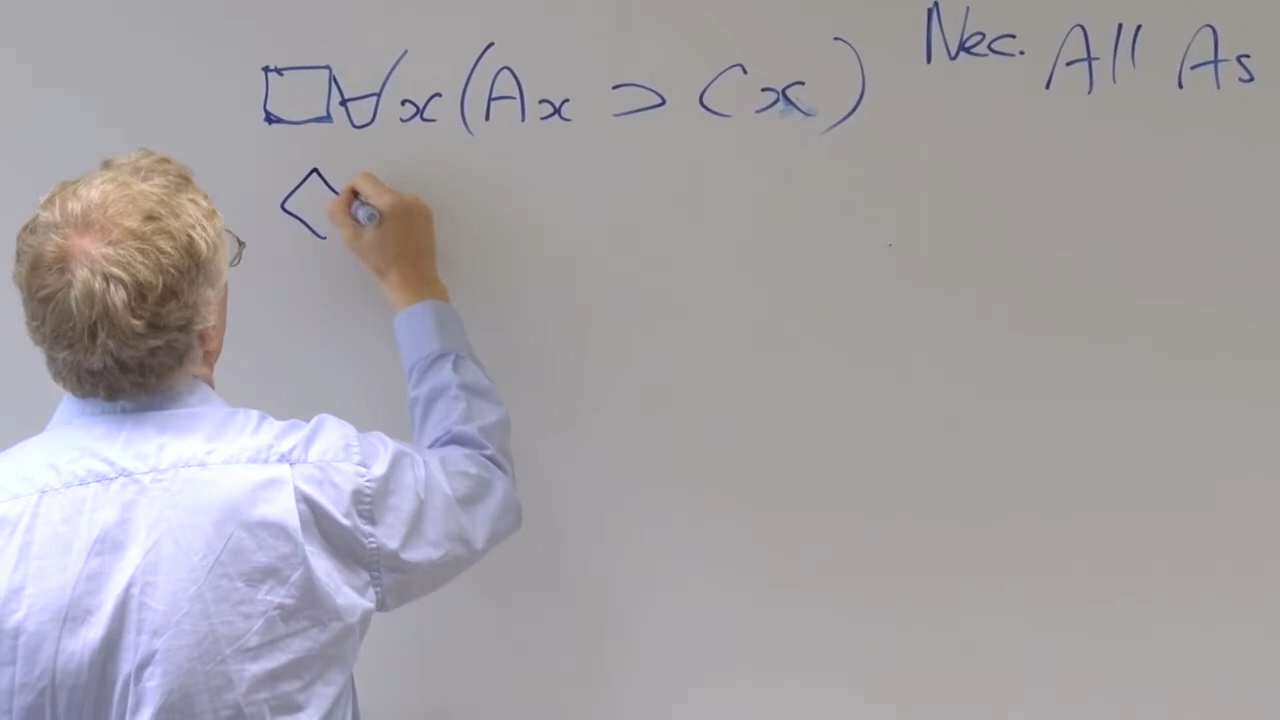 □∀x(Ax ⊃ Cx) Nec. All As
◇